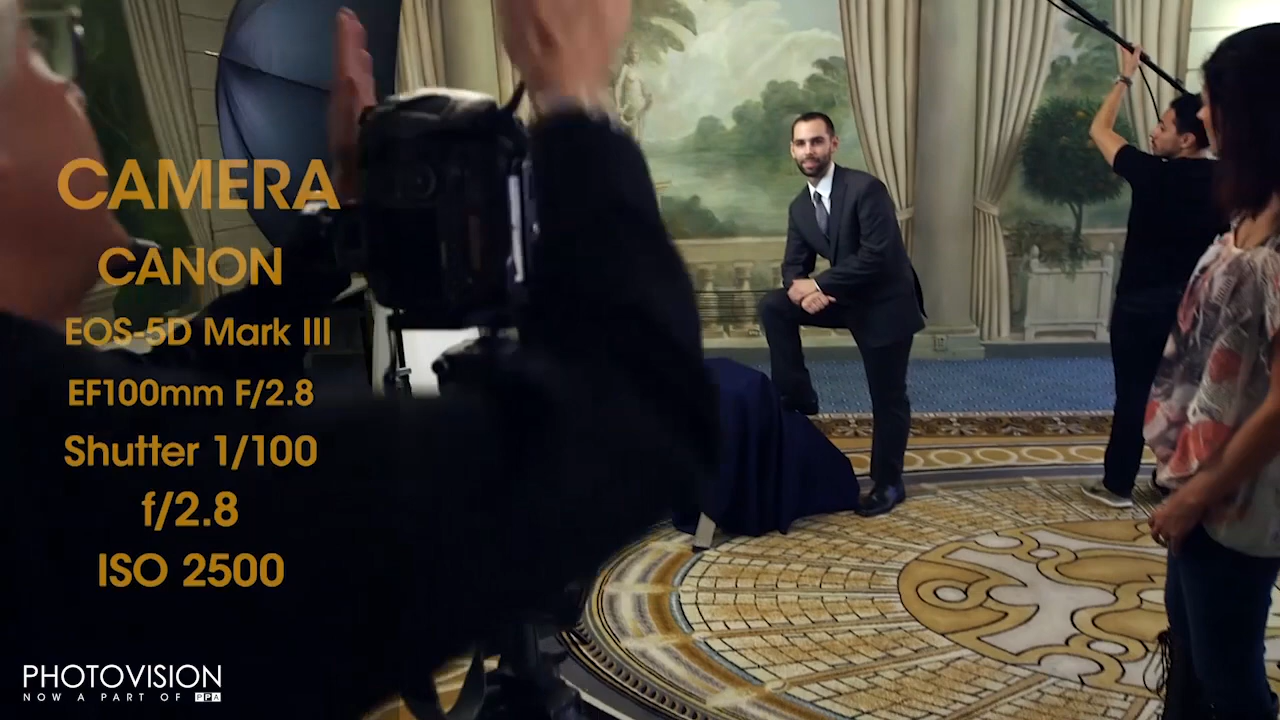 CAMERA
CANON
EOS-5D Mark III
EF100mm F/2.8
Shutter 1/100
f/2.8
ISO 2500
PHOTOVISION
NOW A PART OF PPA